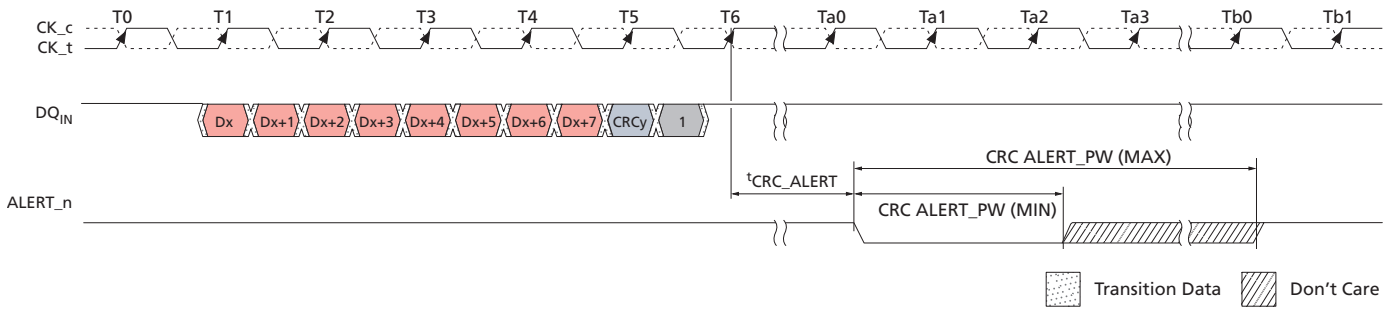 T0 T1 T2 T3 T4 T5 T6 Ta0 Ta1 Ta2 Ta3 Tb0 Tb1
CK_c
CK_t
DQIN
Dx Dx+1 Dx+2 Dx+3 Dx+4 Dx+5 Dx+6 Dx+7 CRCy 1
CRC ALERT_PW (MAX)
tCRC_ALERT
CRC ALERT_PW (MIN)
ALERT_n
Transition Data Don't Care